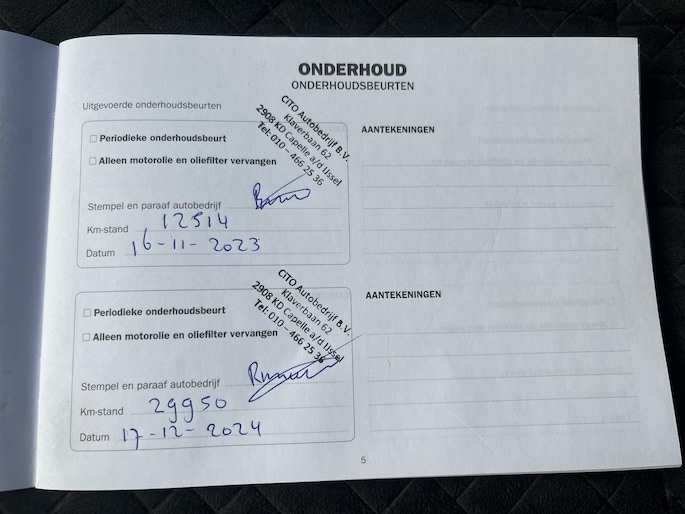 ONDERHOUD
ONDERHOUDSBEURTEN
Uitgevoerde onderhoudsbeurten
☐ Periodieke onderhoudsbeurt
☐ Alleen motorolie en oliefilter vervangen
CITO Autobedrijf B.V.
Klaverbaan 62
2908 KD Capelle a/d IJssel
Tel: 010 – 466 25 36
Stempel en paraaf autobedrijf
Km-stand 12514
Datum 16-11-2023
AANTEKENINGEN
☐ Periodieke onderhoudsbeurt
☐ Alleen motorolie en oliefilter vervangen
CITO Autobedrijf B.V.
Klaverbaan 62
2908 KD Capelle a/d IJssel
Tel: 010 – 466 25 36
Stempel en paraaf autobedrijf
Km-stand 29950
Datum 17-12-2024
AANTEKENINGEN
5